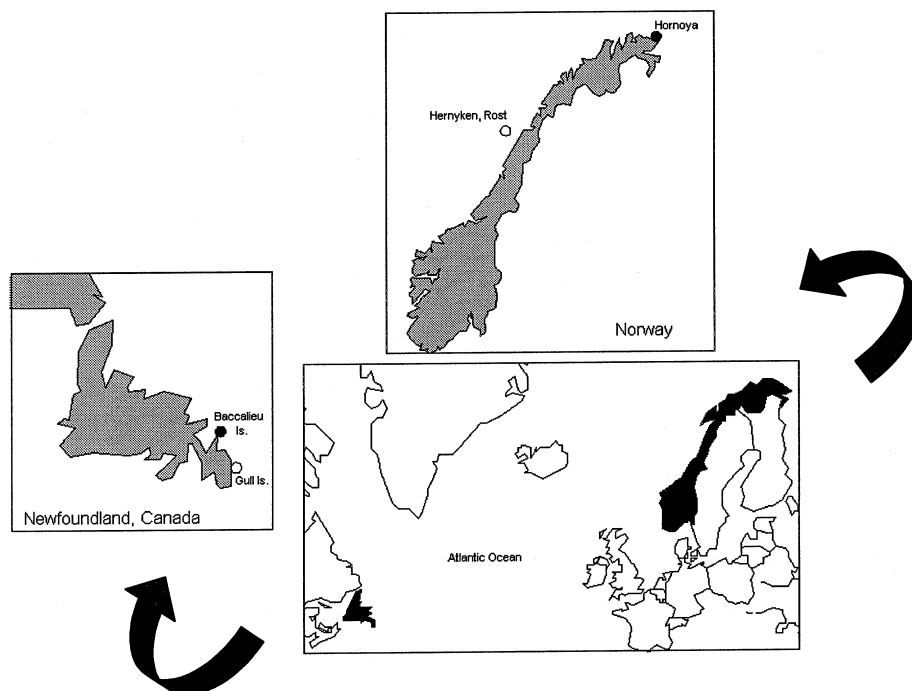 Hornoya
Hernyken, Rost
Norway
Baccalieu
Is.
Gull Is.
Newfoundland, Canada
Atlantic Ocean